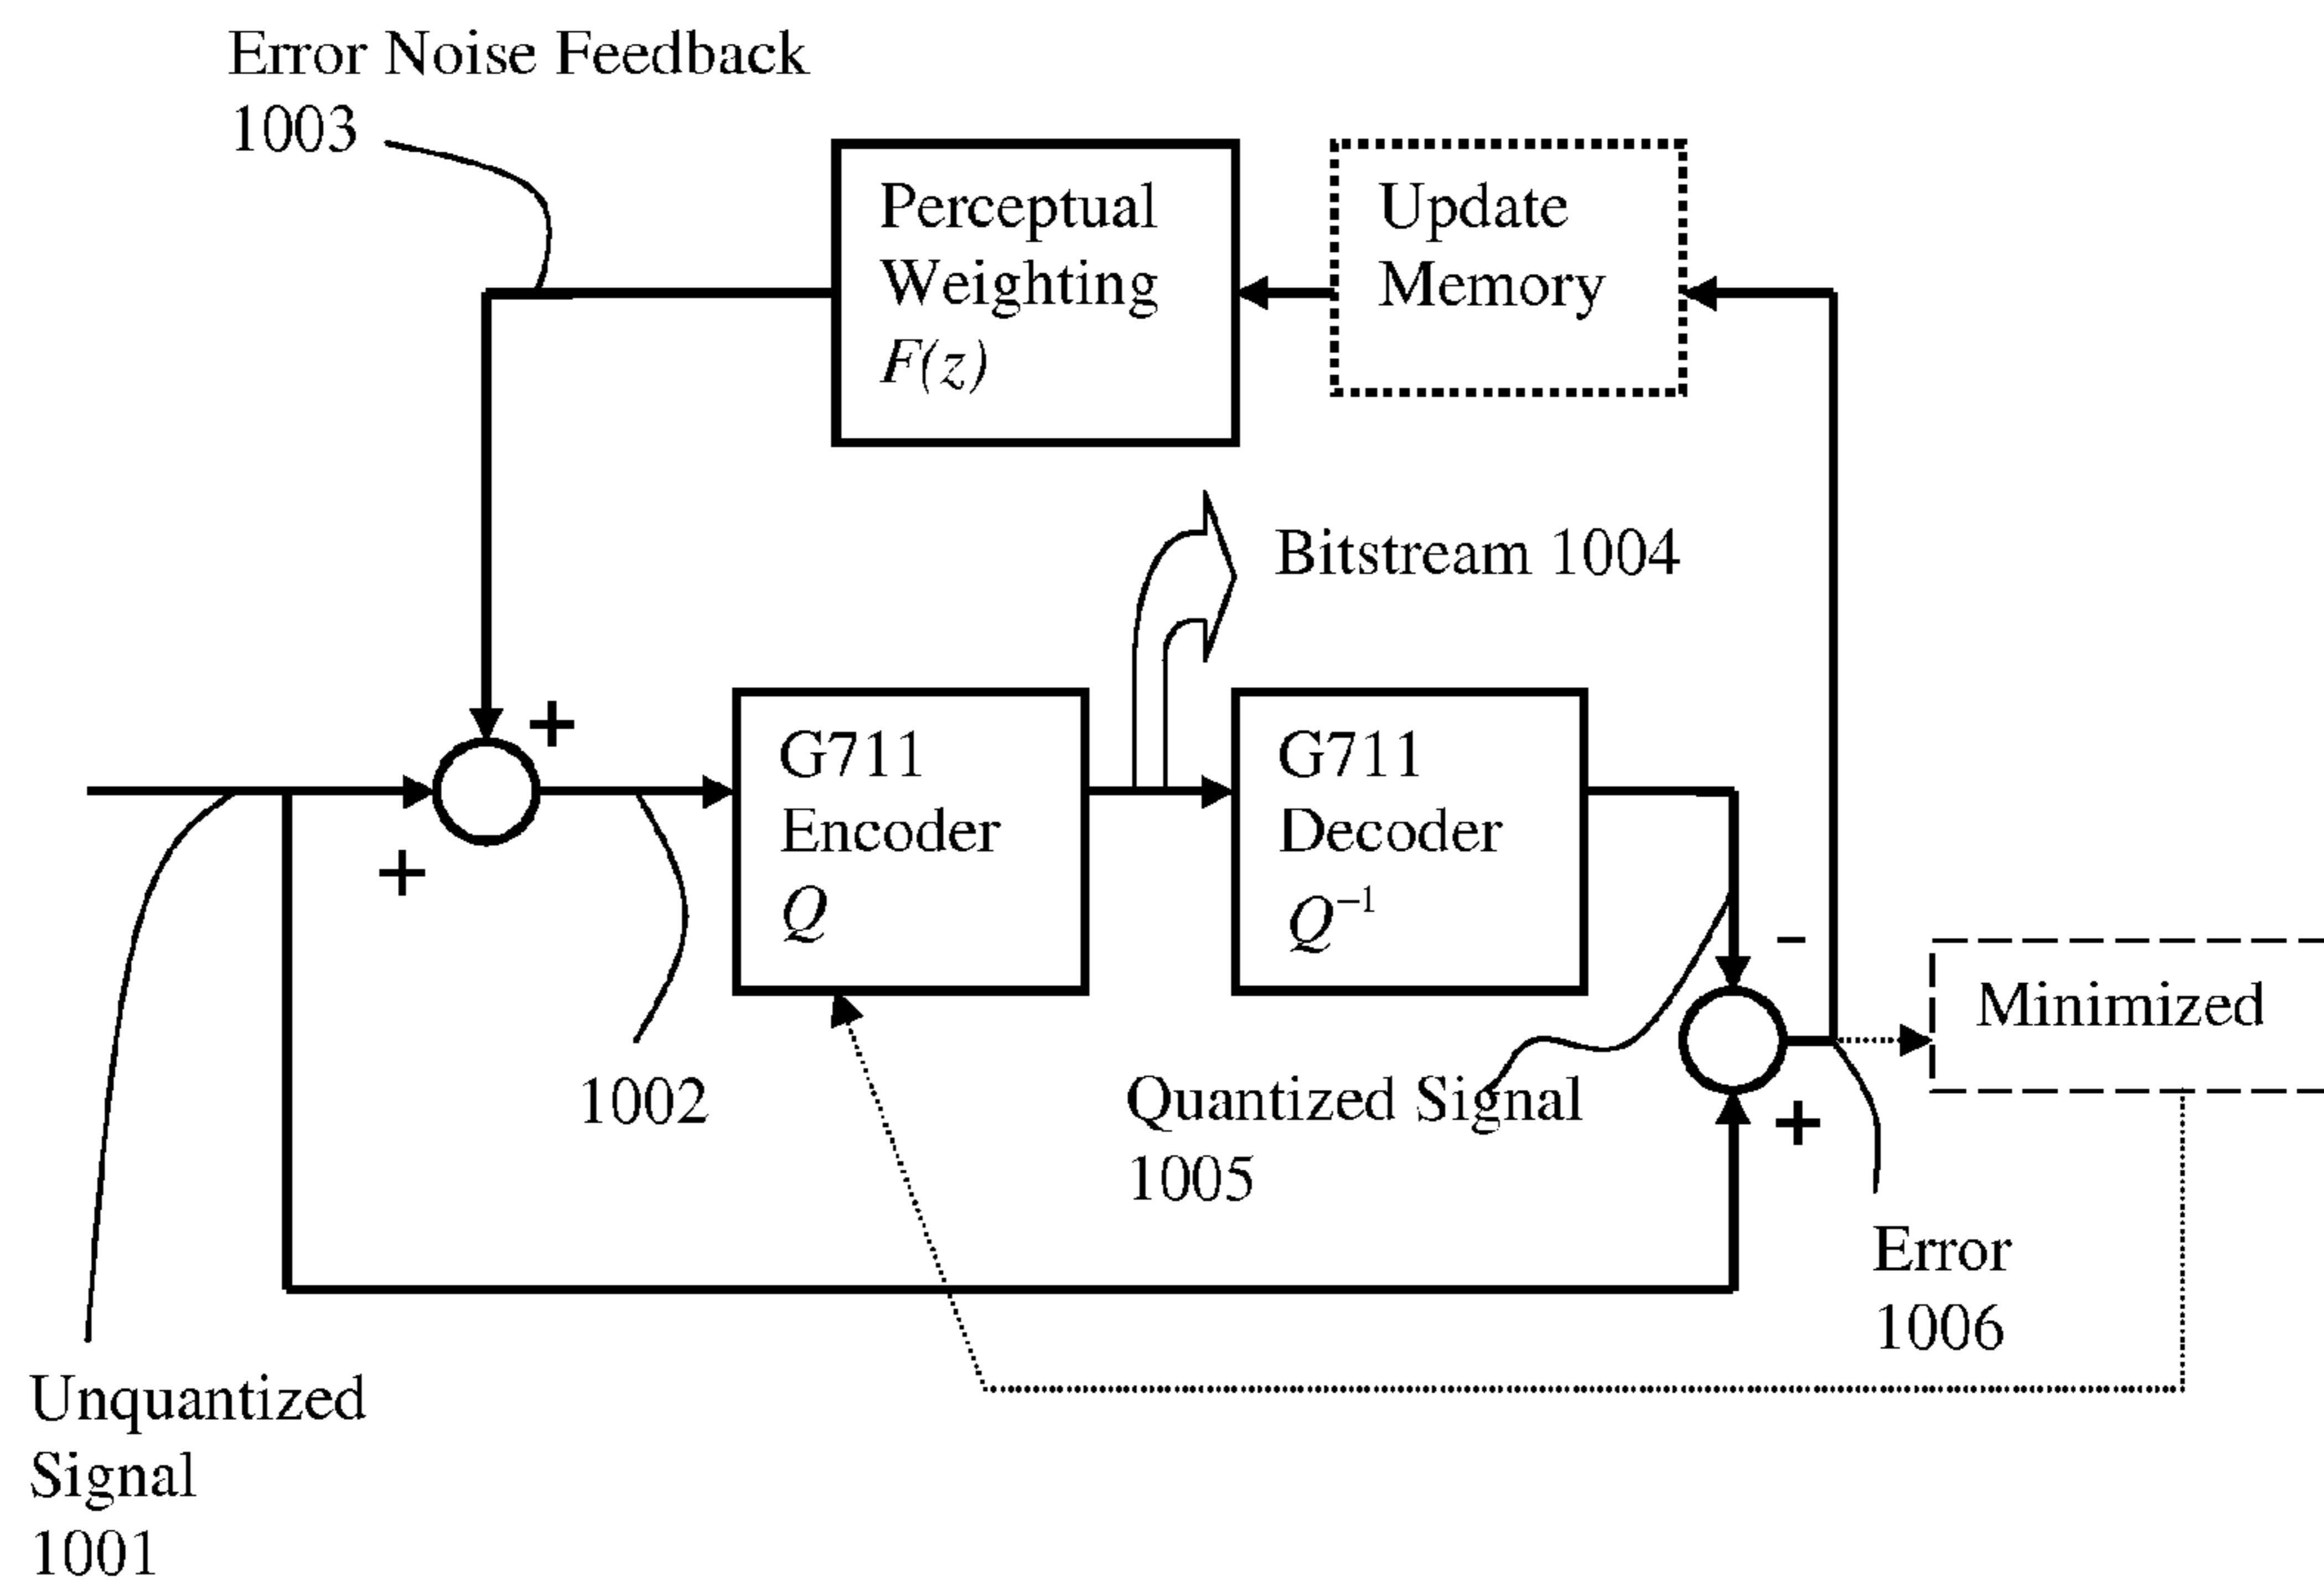 Error Noise Feedback
1003
Perceptual
Weighting
F(z)
Update
Memory
Bitstream 1004
+
+
G711
Encoder
Q
G711
Decoder
Q⁻¹
–
Minimized
1002
Quantized Signal
1005
+
Error
1006
Unquantized
Signal
1001